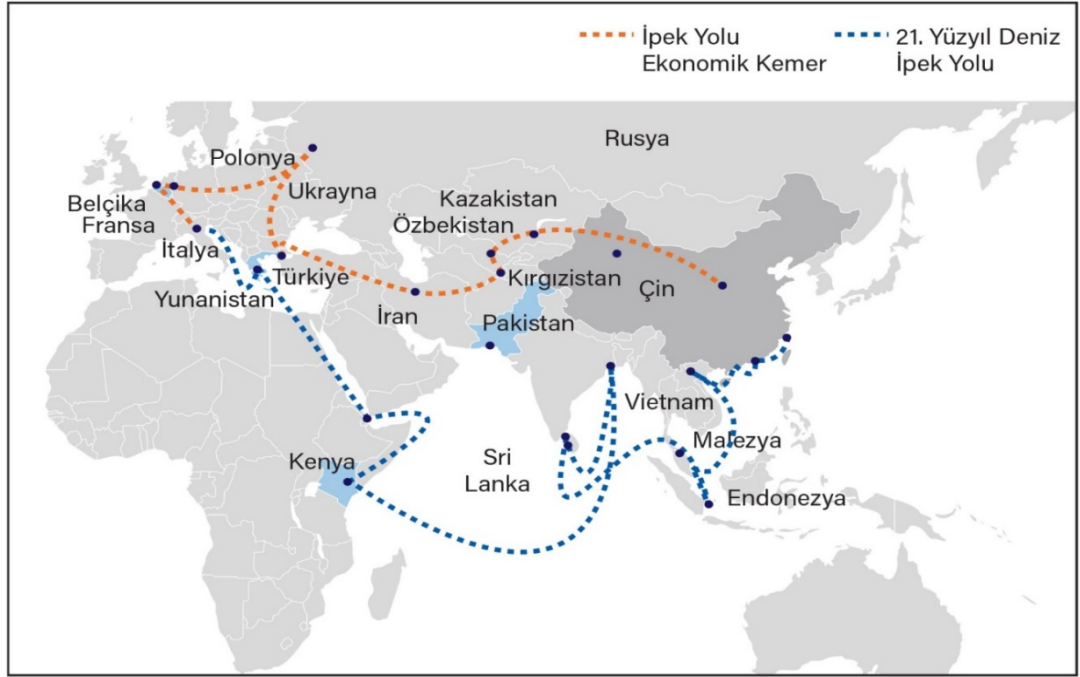 İpek Yolu
Ekonomik Kemer
21. Yüzyıl Deniz
İpek Yolu
Rusya
Polonya
Ukrayna
Kazakistan
Belçika
Özbekistan
Fransa
İtalya
Türkiye
Kırgızistan
Çin
Yunanistan
İran
Pakistan
Vietnam
Malezya
Kenya
Sri
Lanka
Endonezya